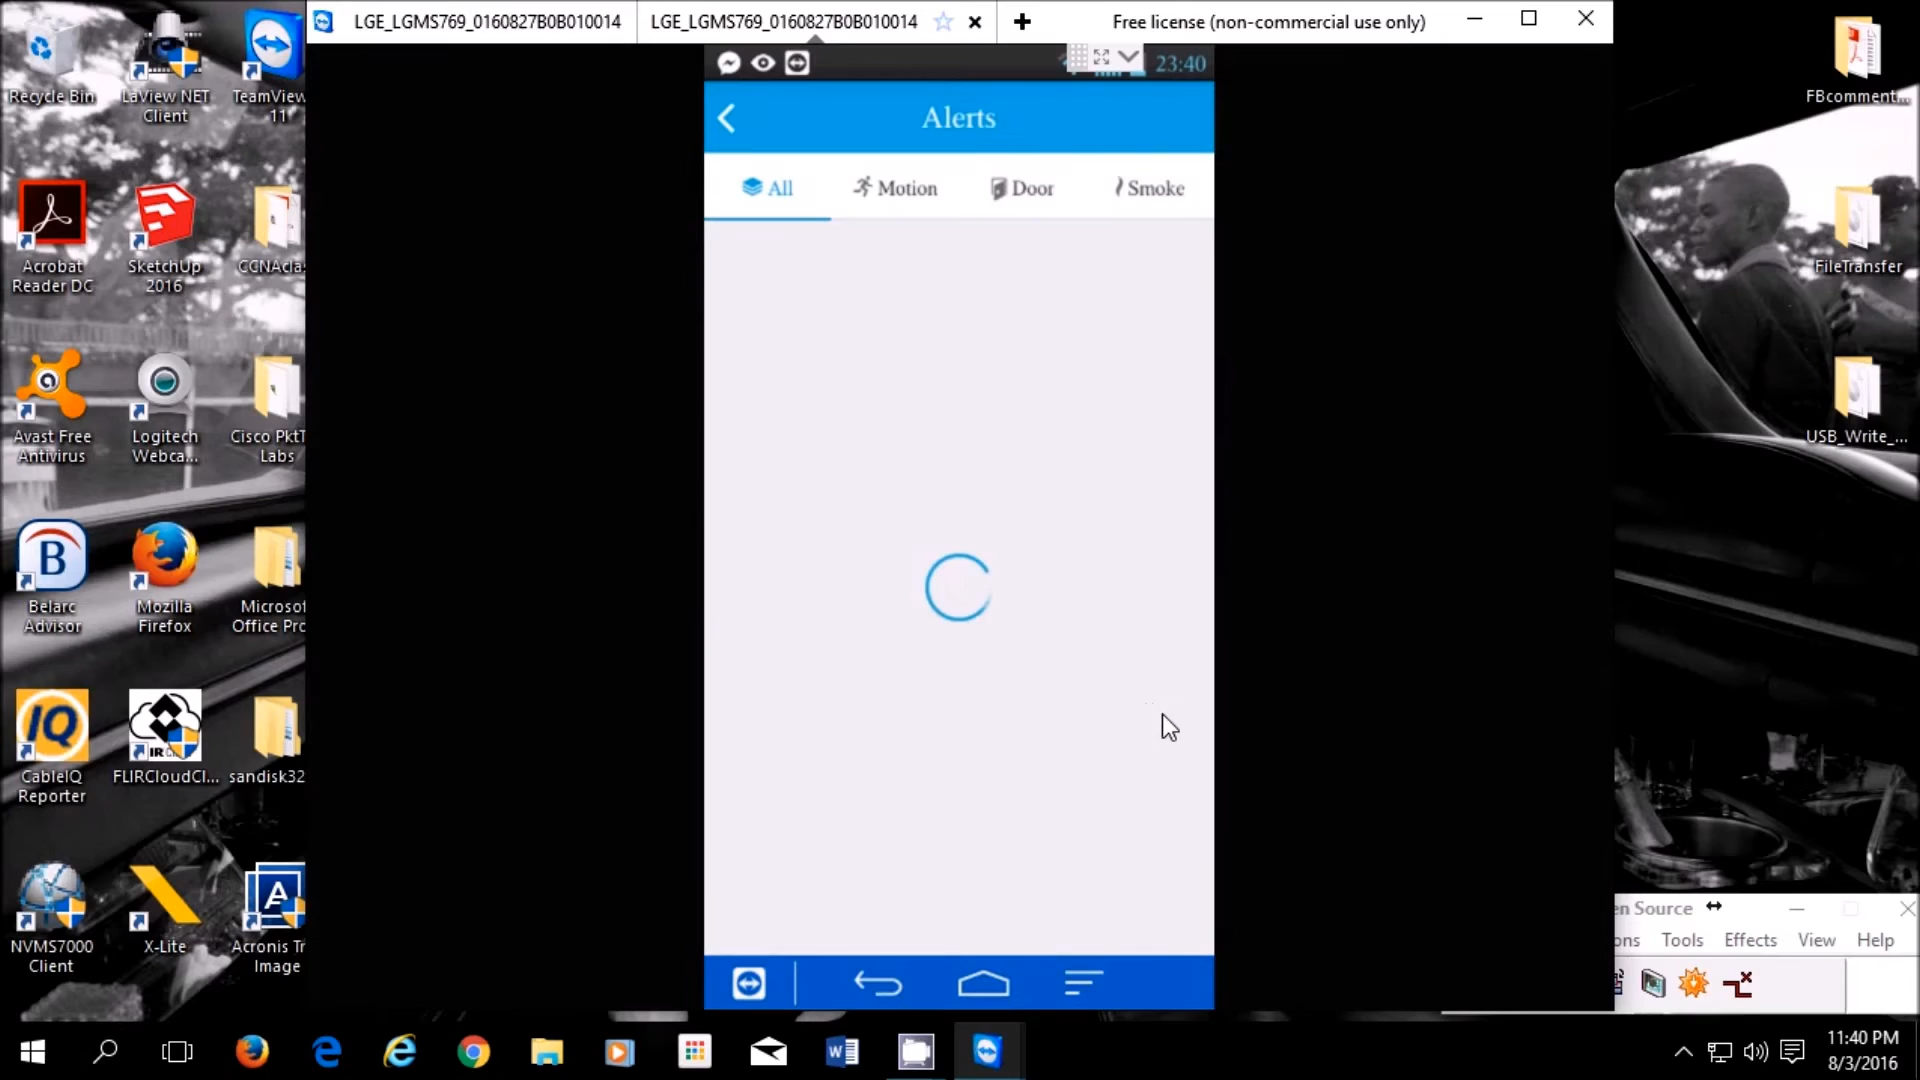 LGE_LGMS769_0160827B0B010014
LGE_LGMS769_0160827B0B010014
Free license (non-commercial use only)
23:40
Alerts
All
Motion
Door
Smoke
Recycle Bin
LaView NET
Client
TeamView
11
Acrobat
Reader DC
SketchUp
2016
CCNAcla
Avast Free
Antivirus
Logitech
Webca...
Cisco PktT
Labs
Belarc
Advisor
Mozilla
Firefox
Microsof
Office Pro
CableIQ
Reporter
FLIRCloudCl...
sandisk32
NVMS7000
Client
X-Lite
Acronis Tr
Image
FBcomment...
FileTransfer
USB_Write_...
en Source
ons Tools Effects View Help
11:40 PM
8/3/2016